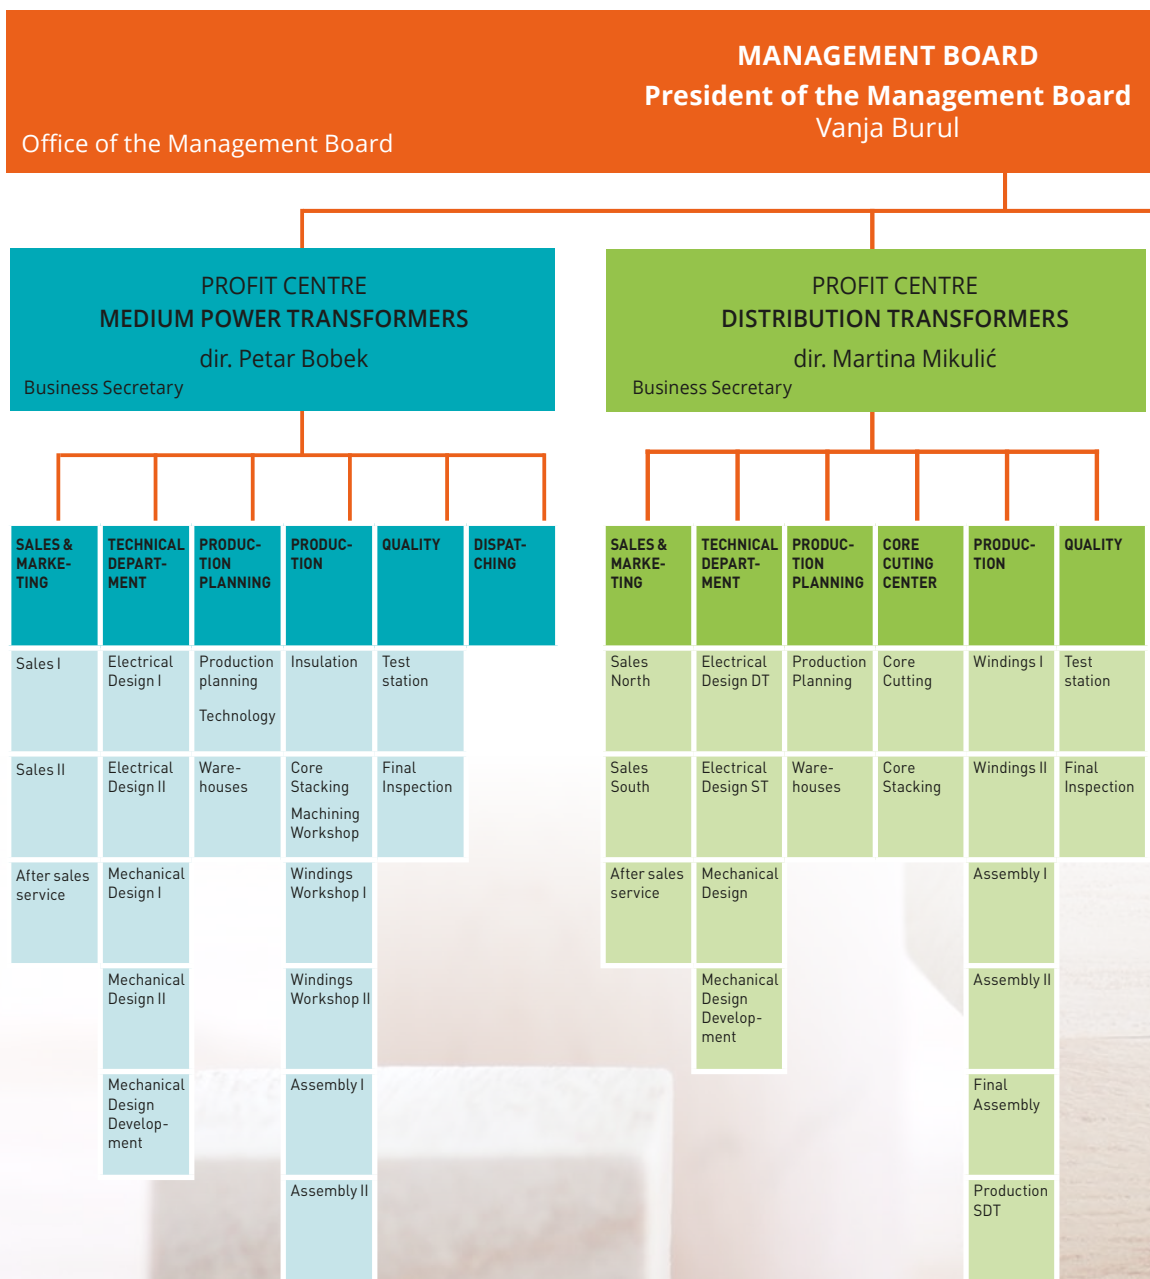 MANAGEMENT BOARD
President of the Management Board
Vanja Burul
Office of the Management Board
PROFIT CENTRE
MEDIUM POWER TRANSFORMERS
dir. Petar Bobek
Business Secretary
PROFIT CENTRE
DISTRIBUTION TRANSFORMERS
dir. Martina Mikulić
Business Secretary
SALES &
MARKE-
TING
TECHNICAL
DEPART-
MENT
PRODUC-
TION
PLANNING
PRODUC-
TION
QUALITY
DISPAT-
CHING
Sales I
Electrical
Design I
Production
planning
Technology
Insulation
Test
station
Sales II
Electrical
Design II
Ware-
houses
Core
Stacking
Machining
Workshop
Final
Inspection
After sales
service
Mechanical
Design I
Windings
Workshop I
Mechanical
Design II
Windings
Workshop II
Mechanical
Design
Develop-
ment
Assembly I
Assembly II
SALES &
MARKE-
TING
TECHNICAL
DEPART-
MENT
PRODUC-
TION
PLANNING
CORE
CUTING
CENTER
PRODUC-
TION
QUALITY
Sales
North
Electrical
Design DT
Production
Planning
Core
Cutting
Windings I
Test
station
Sales
South
Electrical
Design ST
Ware-
houses
Core
Stacking
Windings II
Final
Inspection
After sales
service
Mechanical
Design
Assembly I
Mechanical
Design
Develop-
ment
Assembly II
Final
Assembly
Production
SDT